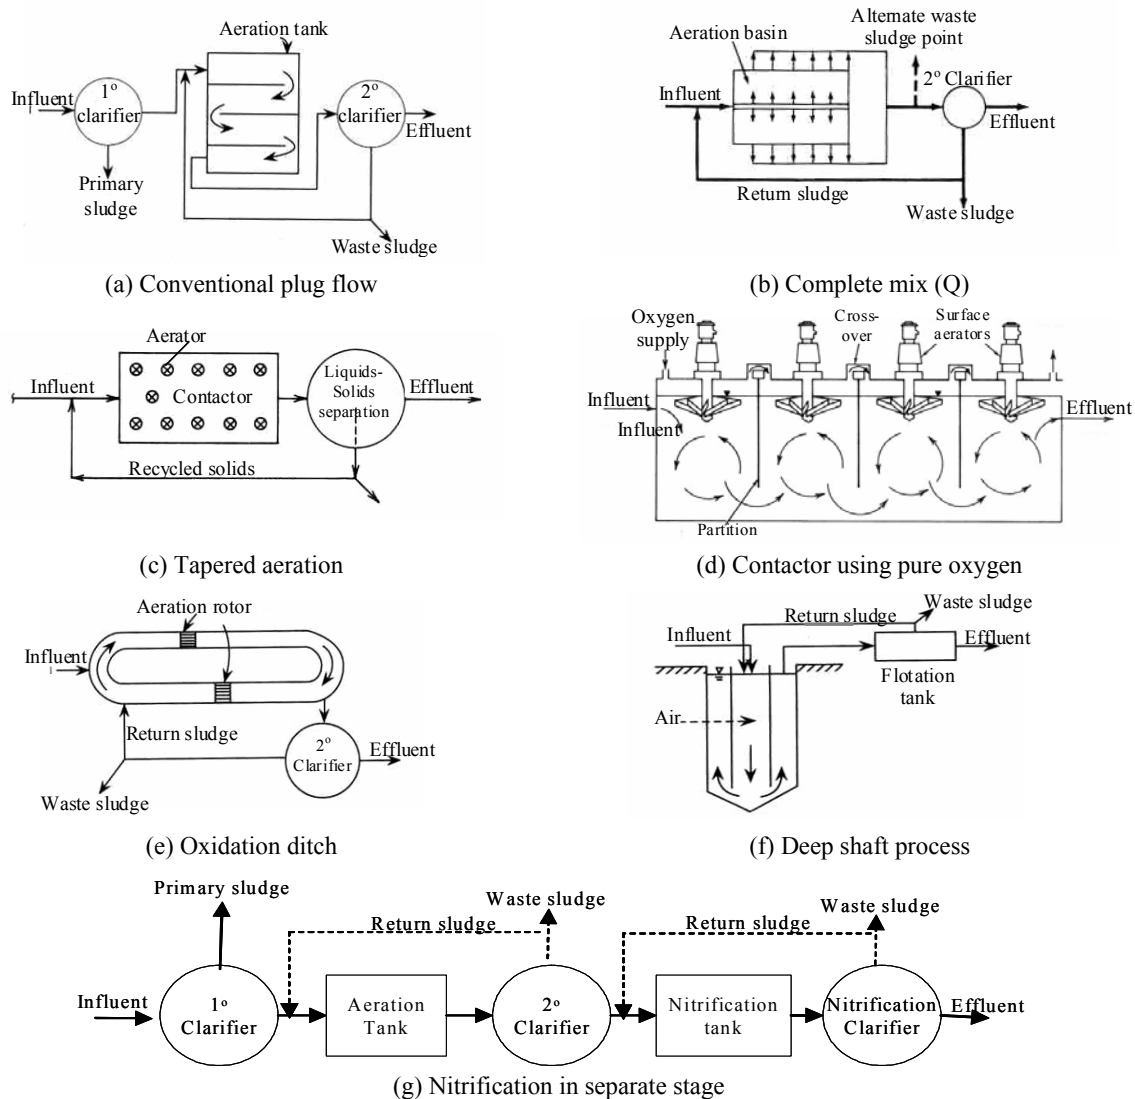 Aeration tank
Influent
1° clarifier
2° clarifier
Effluent
Primary sludge
Waste sludge
(a) Conventional plug flow
Alternate waste sludge point
Aeration basin
2° Clarifier
Influent
Effluent
Return sludge
Waste sludge
(b) Complete mix (Q)
Aerator
Influent
Contactor
Liquids-Solids separation
Effluent
Recycled solids
(c) Tapered aeration
Oxygen supply
Cross-over
Surface aerators
Influent
Influent
Effluent
Partition
(d) Contactor using pure oxygen
Aeration rotor
Influent
Return sludge
2° Clarifier
Effluent
Waste sludge
(e) Oxidation ditch
Return sludge
Waste sludge
Influent
Effluent
Flotation tank
Air
(f) Deep shaft process
Primary sludge
Waste sludge
Waste sludge
Return sludge
Return sludge
Influent
1° Clarifier
Aeration Tank
2° Clarifier
Nitrification tank
Nitrification Clarifier
Effluent
(g) Nitrification in separate stage